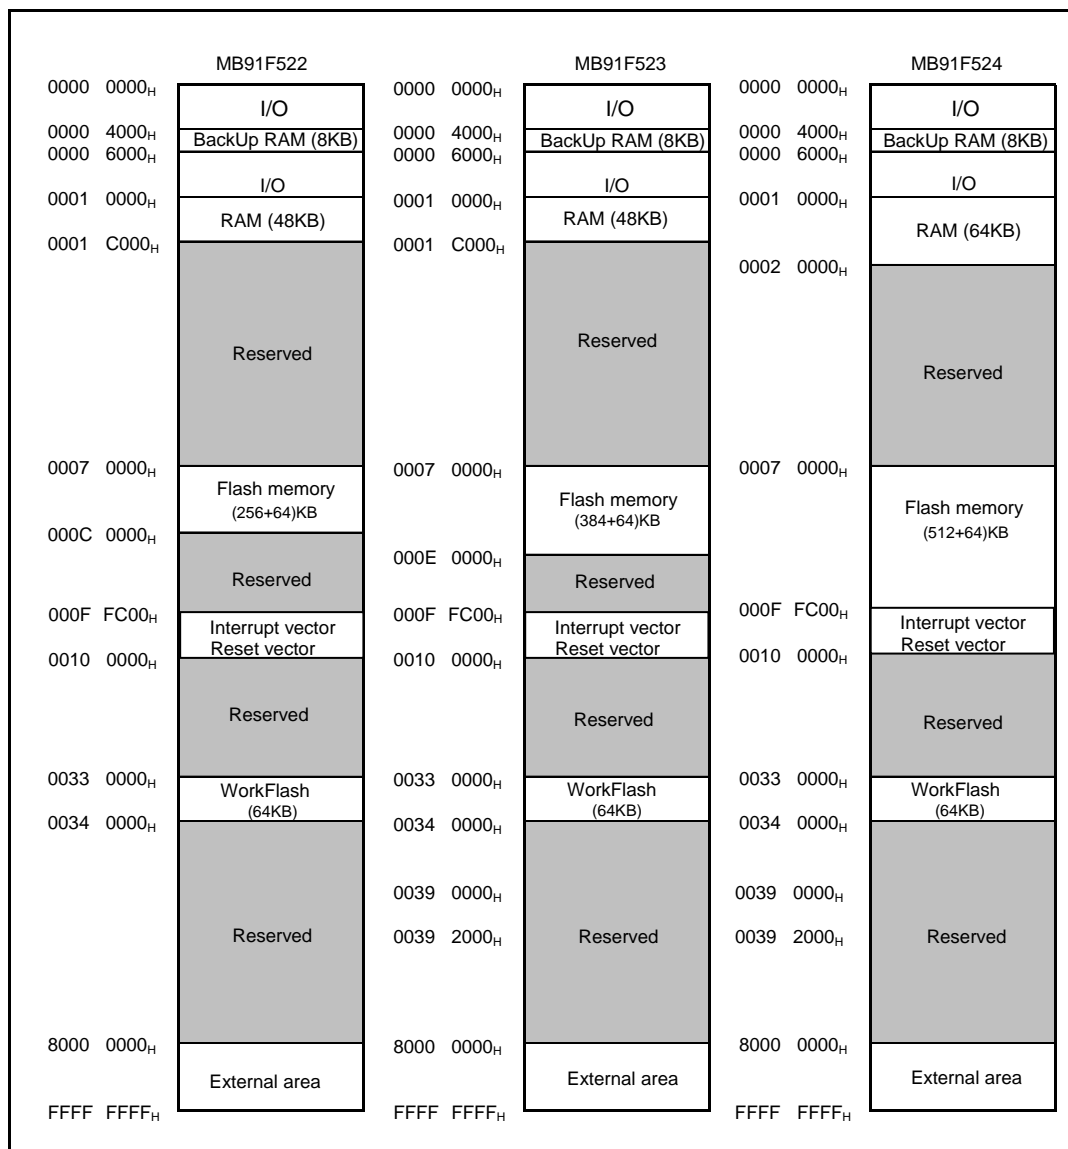 MB91F522
0000 0000H
I/O
0000 4000H
BackUp RAM (8KB)
0000 6000H
I/O
0001 0000H
RAM (48KB)
0001 C000H
Reserved
0007 0000H
Flash memory
(256+64)KB
000C 0000H
Reserved
000F FC00H
Interrupt vector
Reset vector
0010 0000H
Reserved
0033 0000H
WorkFlash
(64KB)
0034 0000H
Reserved
8000 0000H
External area
FFFF FFFFH
MB91F523
0000 0000H
I/O
0000 4000H
BackUp RAM (8KB)
0000 6000H
I/O
0001 0000H
RAM (48KB)
0001 C000H
Reserved
0007 0000H
Flash memory
(384+64)KB
000E 0000H
Reserved
000F FC00H
Interrupt vector
Reset vector
0010 0000H
Reserved
0033 0000H
WorkFlash
(64KB)
0034 0000H
0039 0000H
0039 2000H
Reserved
8000 0000H
External area
FFFF FFFFH
MB91F524
0000 0000H
I/O
0000 4000H
BackUp RAM (8KB)
0000 6000H
I/O
0001 0000H
RAM (64KB)
0002 0000H
Reserved
0007 0000H
Flash memory
(512+64)KB
000F FC00H
Interrupt vector
Reset vector
0010 0000H
Reserved
0033 0000H
WorkFlash
(64KB)
0034 0000H
0039 0000H
0039 2000H
Reserved
8000 0000H
External area
FFFF FFFFH